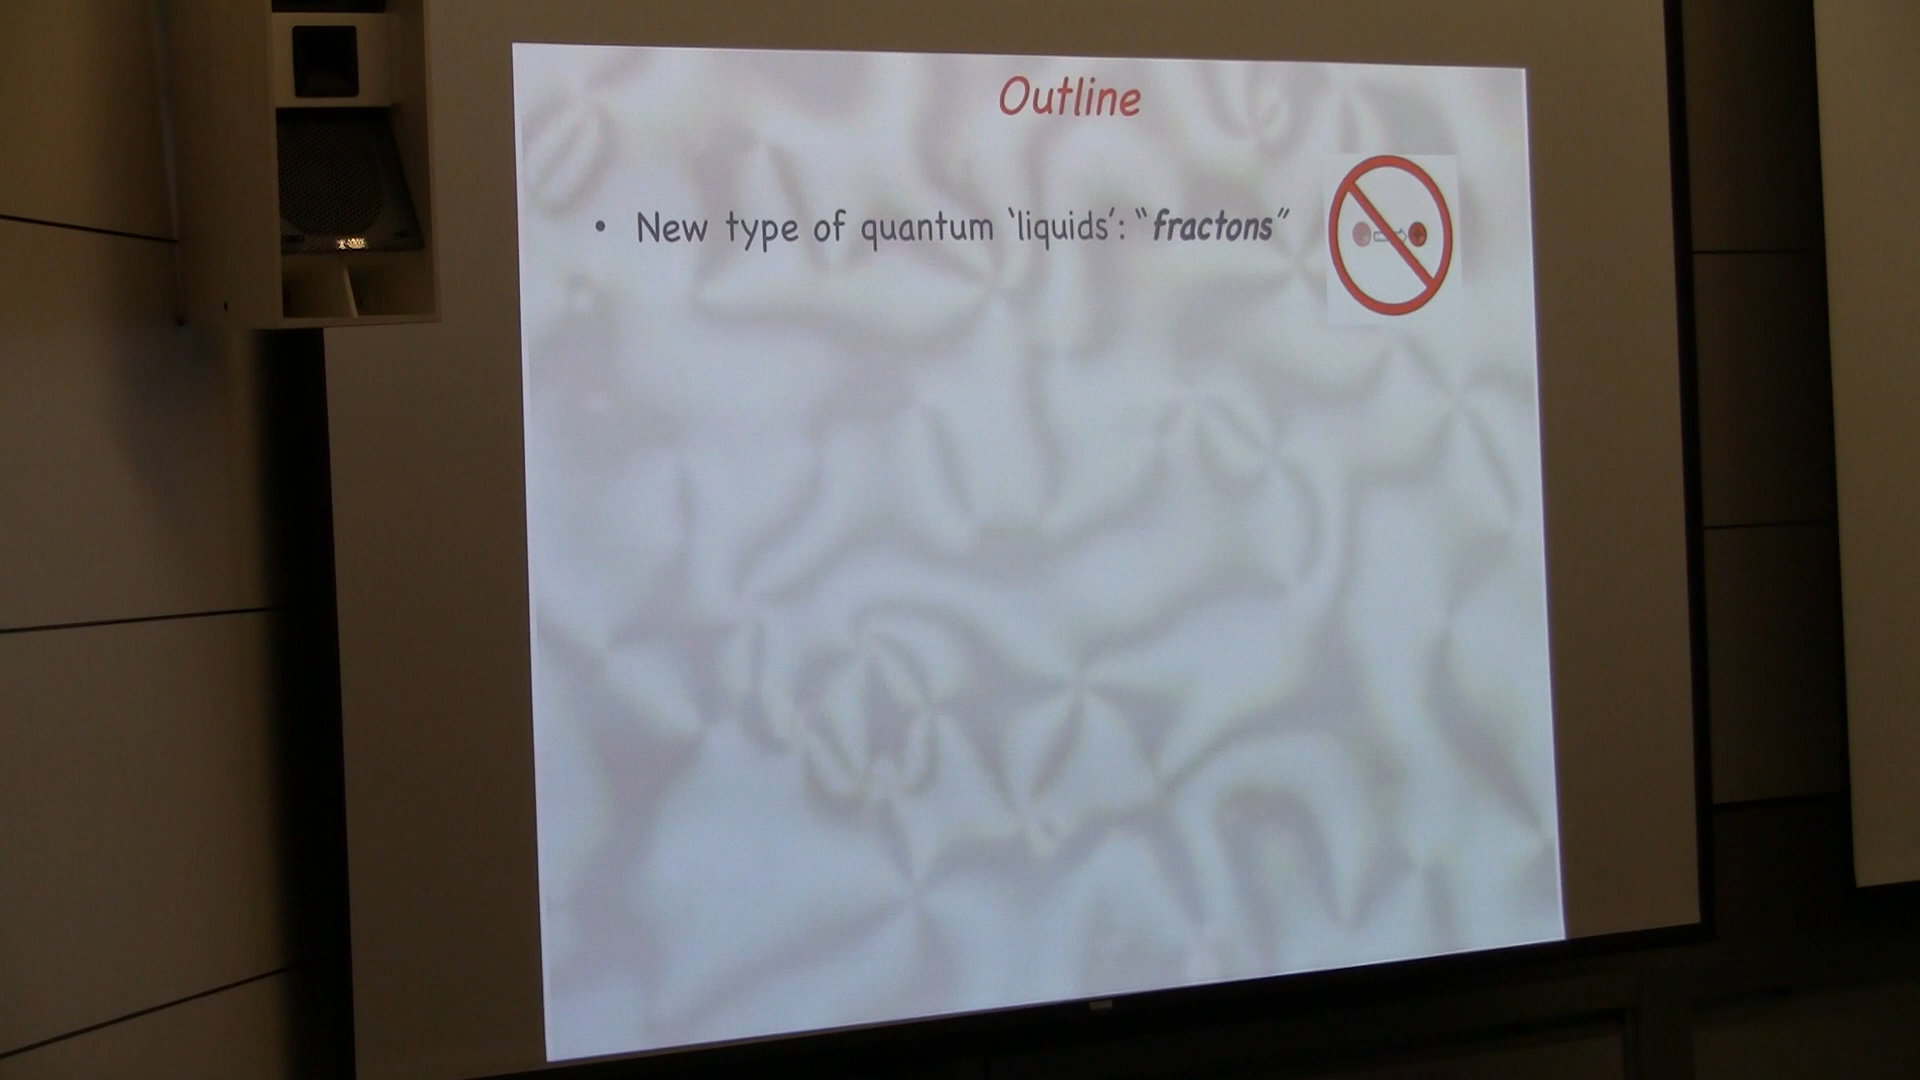 Outline
• New type of quantum ‘liquids’: “fractons”